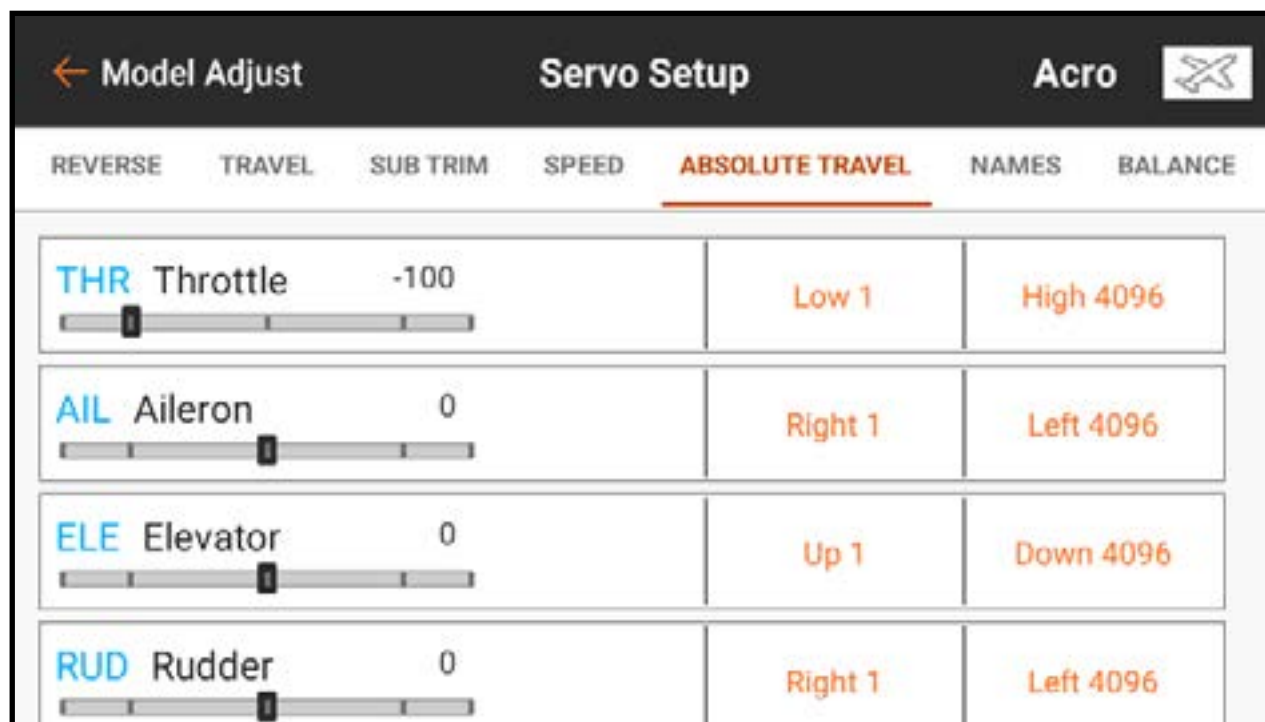 Model Adjust Servo Setup Acro
REVERSE TRAVEL SUB TRIM SPEED ABSOLUTE TRAVEL NAMES BALANCE
THR Throttle -100 Low 1 High 4096
AIL Aileron 0 Right 1 Left 4096
ELE Elevator 0 Up 1 Down 4096
RUD Rudder 0 Right 1 Left 4096